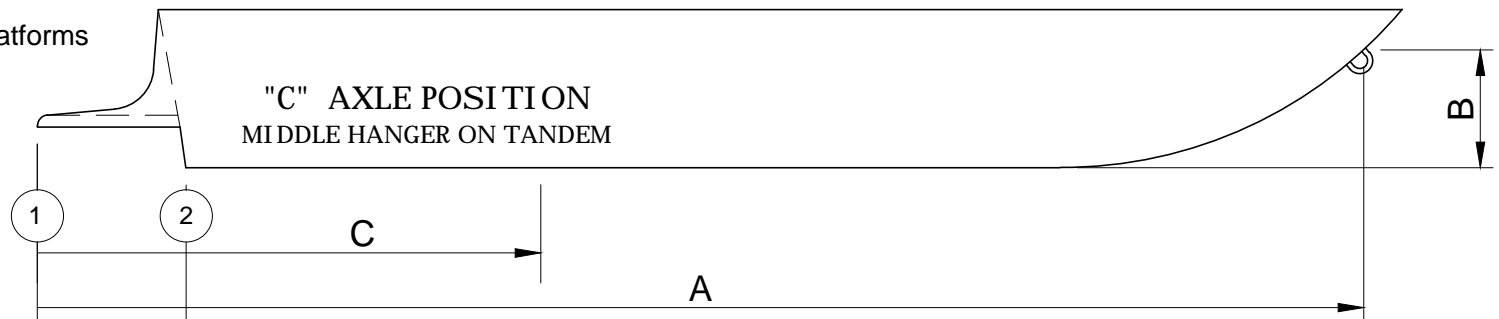 atforms
"C" AXLE POSITION
MIDDLE HANGER ON TANDEM
B
1
2
C
A